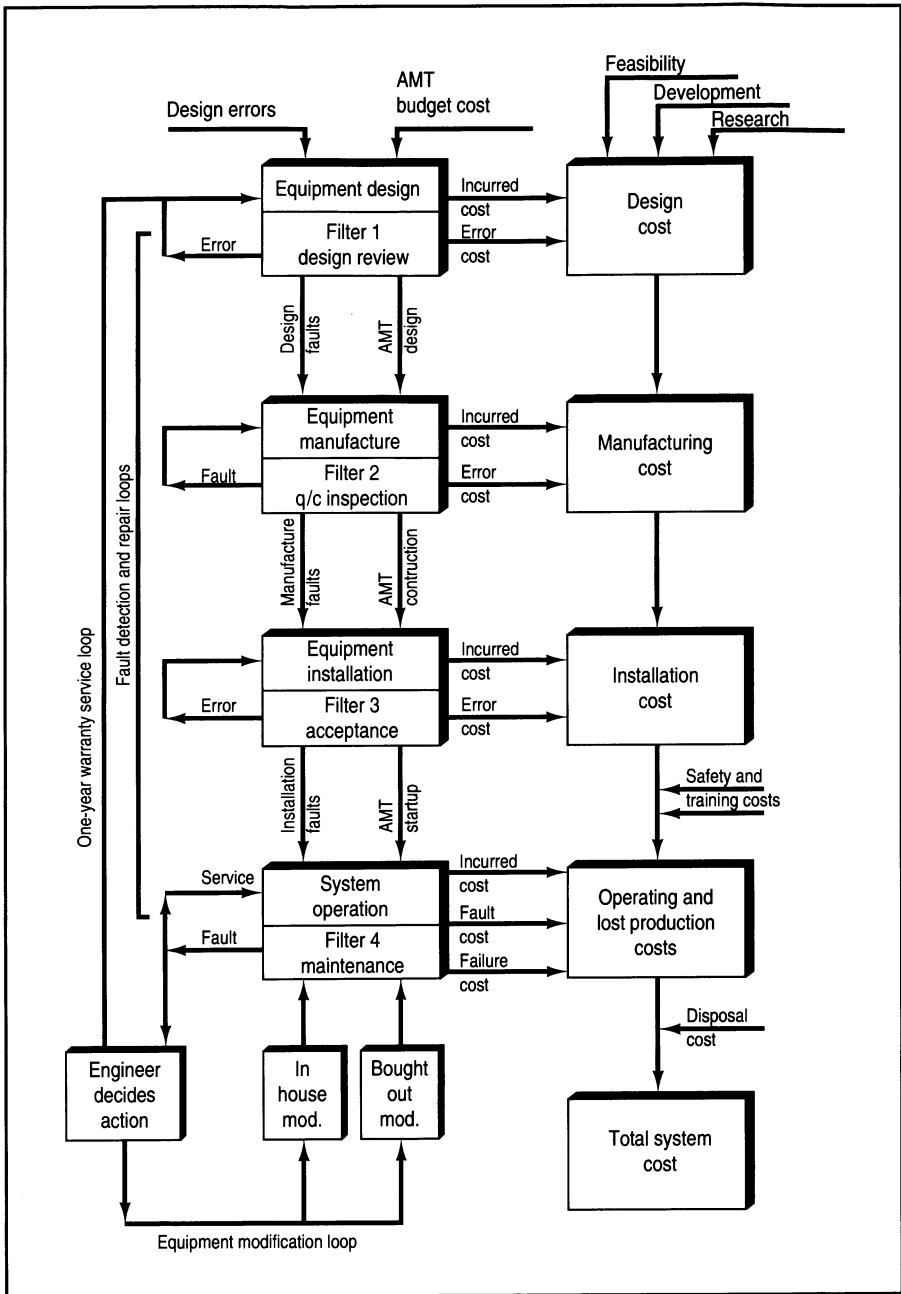 Feasibility
Development
Research
Design errors
AMT
budget cost
Equipment design
Incurred
cost
Filter 1
design review
Error
Error
cost
Design
cost
Design
faults
AMT
design
Equipment
manufacture
Incurred
cost
Filter 2
q/c inspection
Fault
Error
cost
Manufacturing
cost
Manufacture
faults
AMT
contruction
Equipment
installation
Incurred
cost
Filter 3
acceptance
Error
Error
cost
Installation
cost
Installation
faults
AMT
startup
Safety and
training costs
Service
System
operation
Incurred
cost
Fault
Filter 4
maintenance
Fault
cost
Failure
cost
Operating and
lost production
costs
Disposal
cost
One-year warranty service loop
Fault detection and repair loops
Engineer
decides
action
In
house
mod.
Bought
out
mod.
Total system
cost
Equipment modification loop